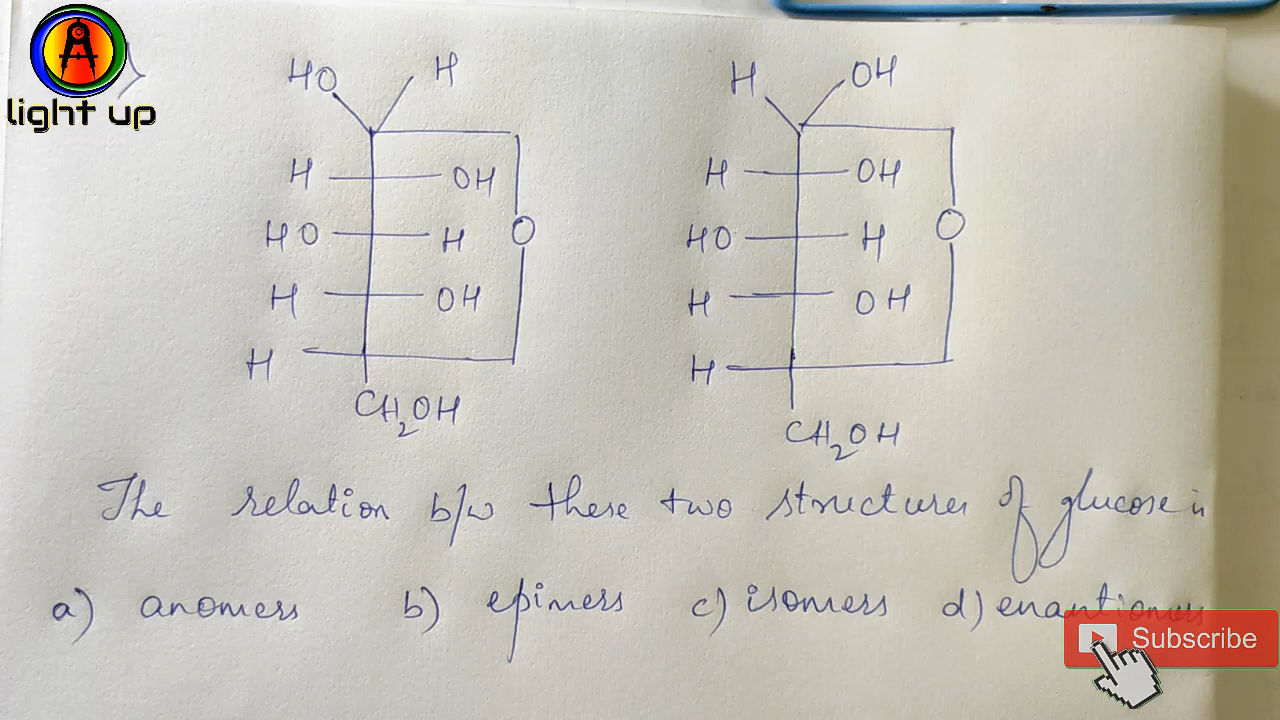 light up
HO H
H OH
H OH
H OH
HO H O
HO H O
H OH
H OH
H
H
CH2OH
CH2OH
The relation b/w these two structures of glucose is
a) anomers b) epimers c) isomers d) enantiomers
Subscribe